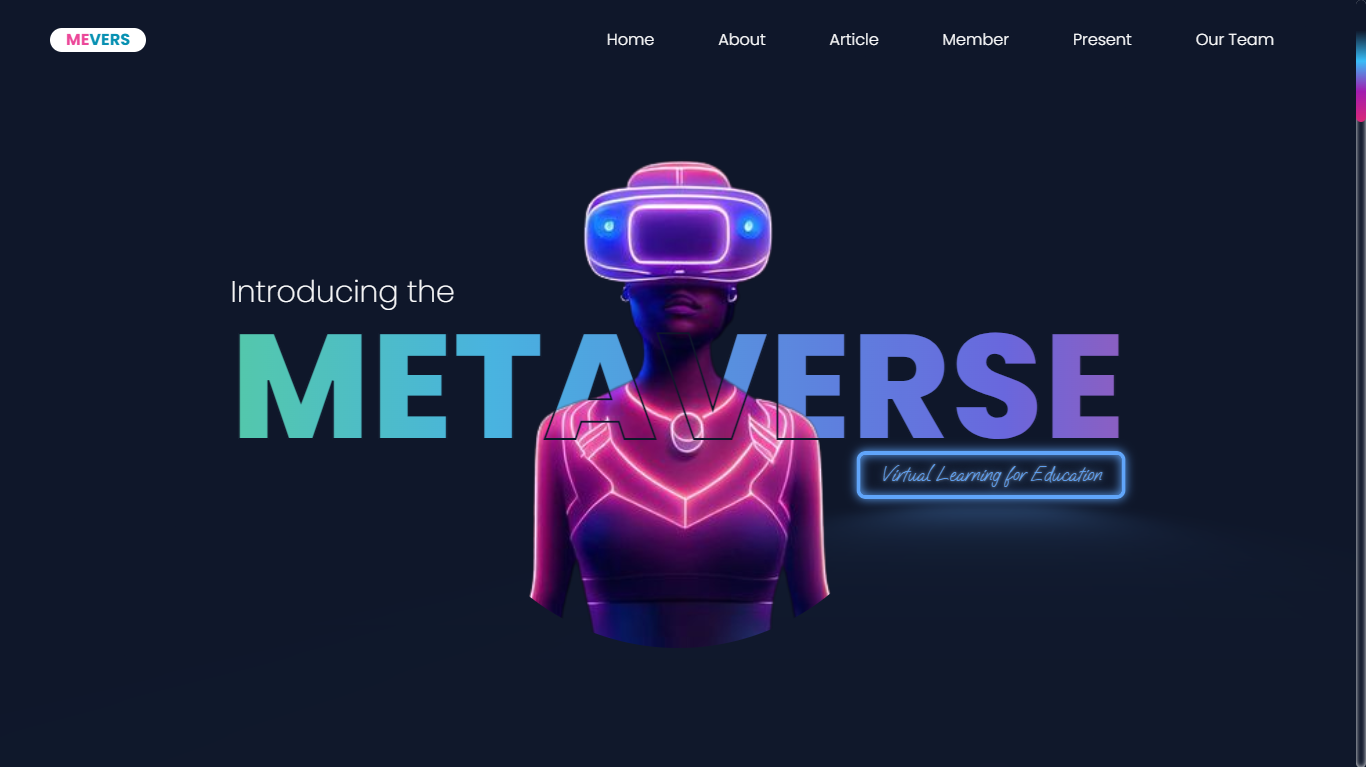 MEVERS
Home About Article Member Present Our Team
Introducing the
METAVERSE
Virtual Learning for Education